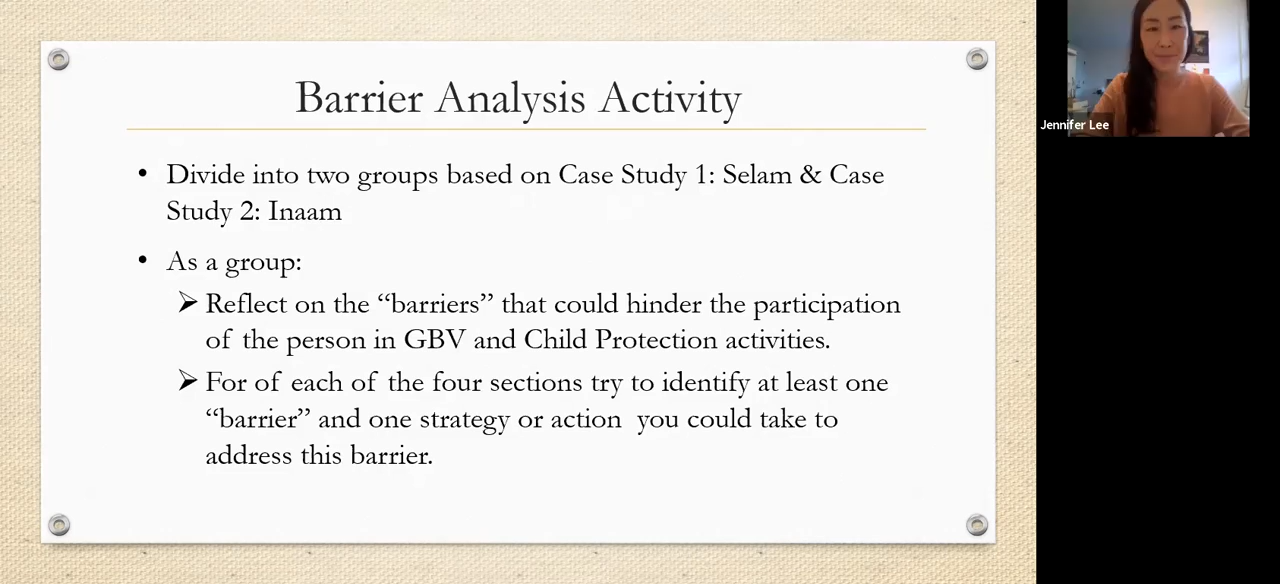 Barrier Analysis Activity
• Divide into two groups based on Case Study 1: Selam & Case
Study 2: Inaam
• As a group:
➢ Reflect on the “barriers” that could hinder the participation
of the person in GBV and Child Protection activities.
➢ For of each of the four sections try to identify at least one
“barrier” and one strategy or action  you could take to
address this barrier.
Jennifer Lee